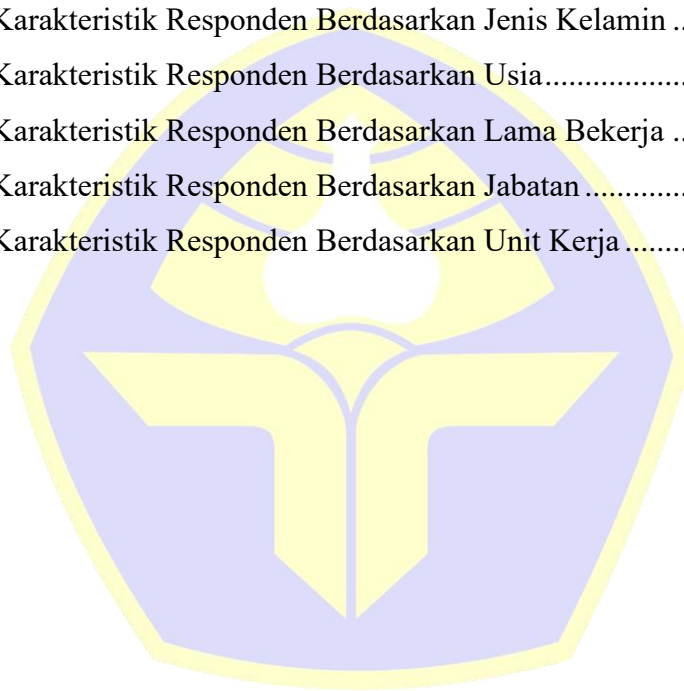 Karakteristik Responden Berdasarkan Jenis Kelamin ..
Karakteristik Responden Berdasarkan Usia..................
Karakteristik Responden Berdasarkan Lama Bekerja ..
Karakteristik Responden Berdasarkan Jabatan.............
Karakteristik Responden Berdasarkan Unit Kerja........